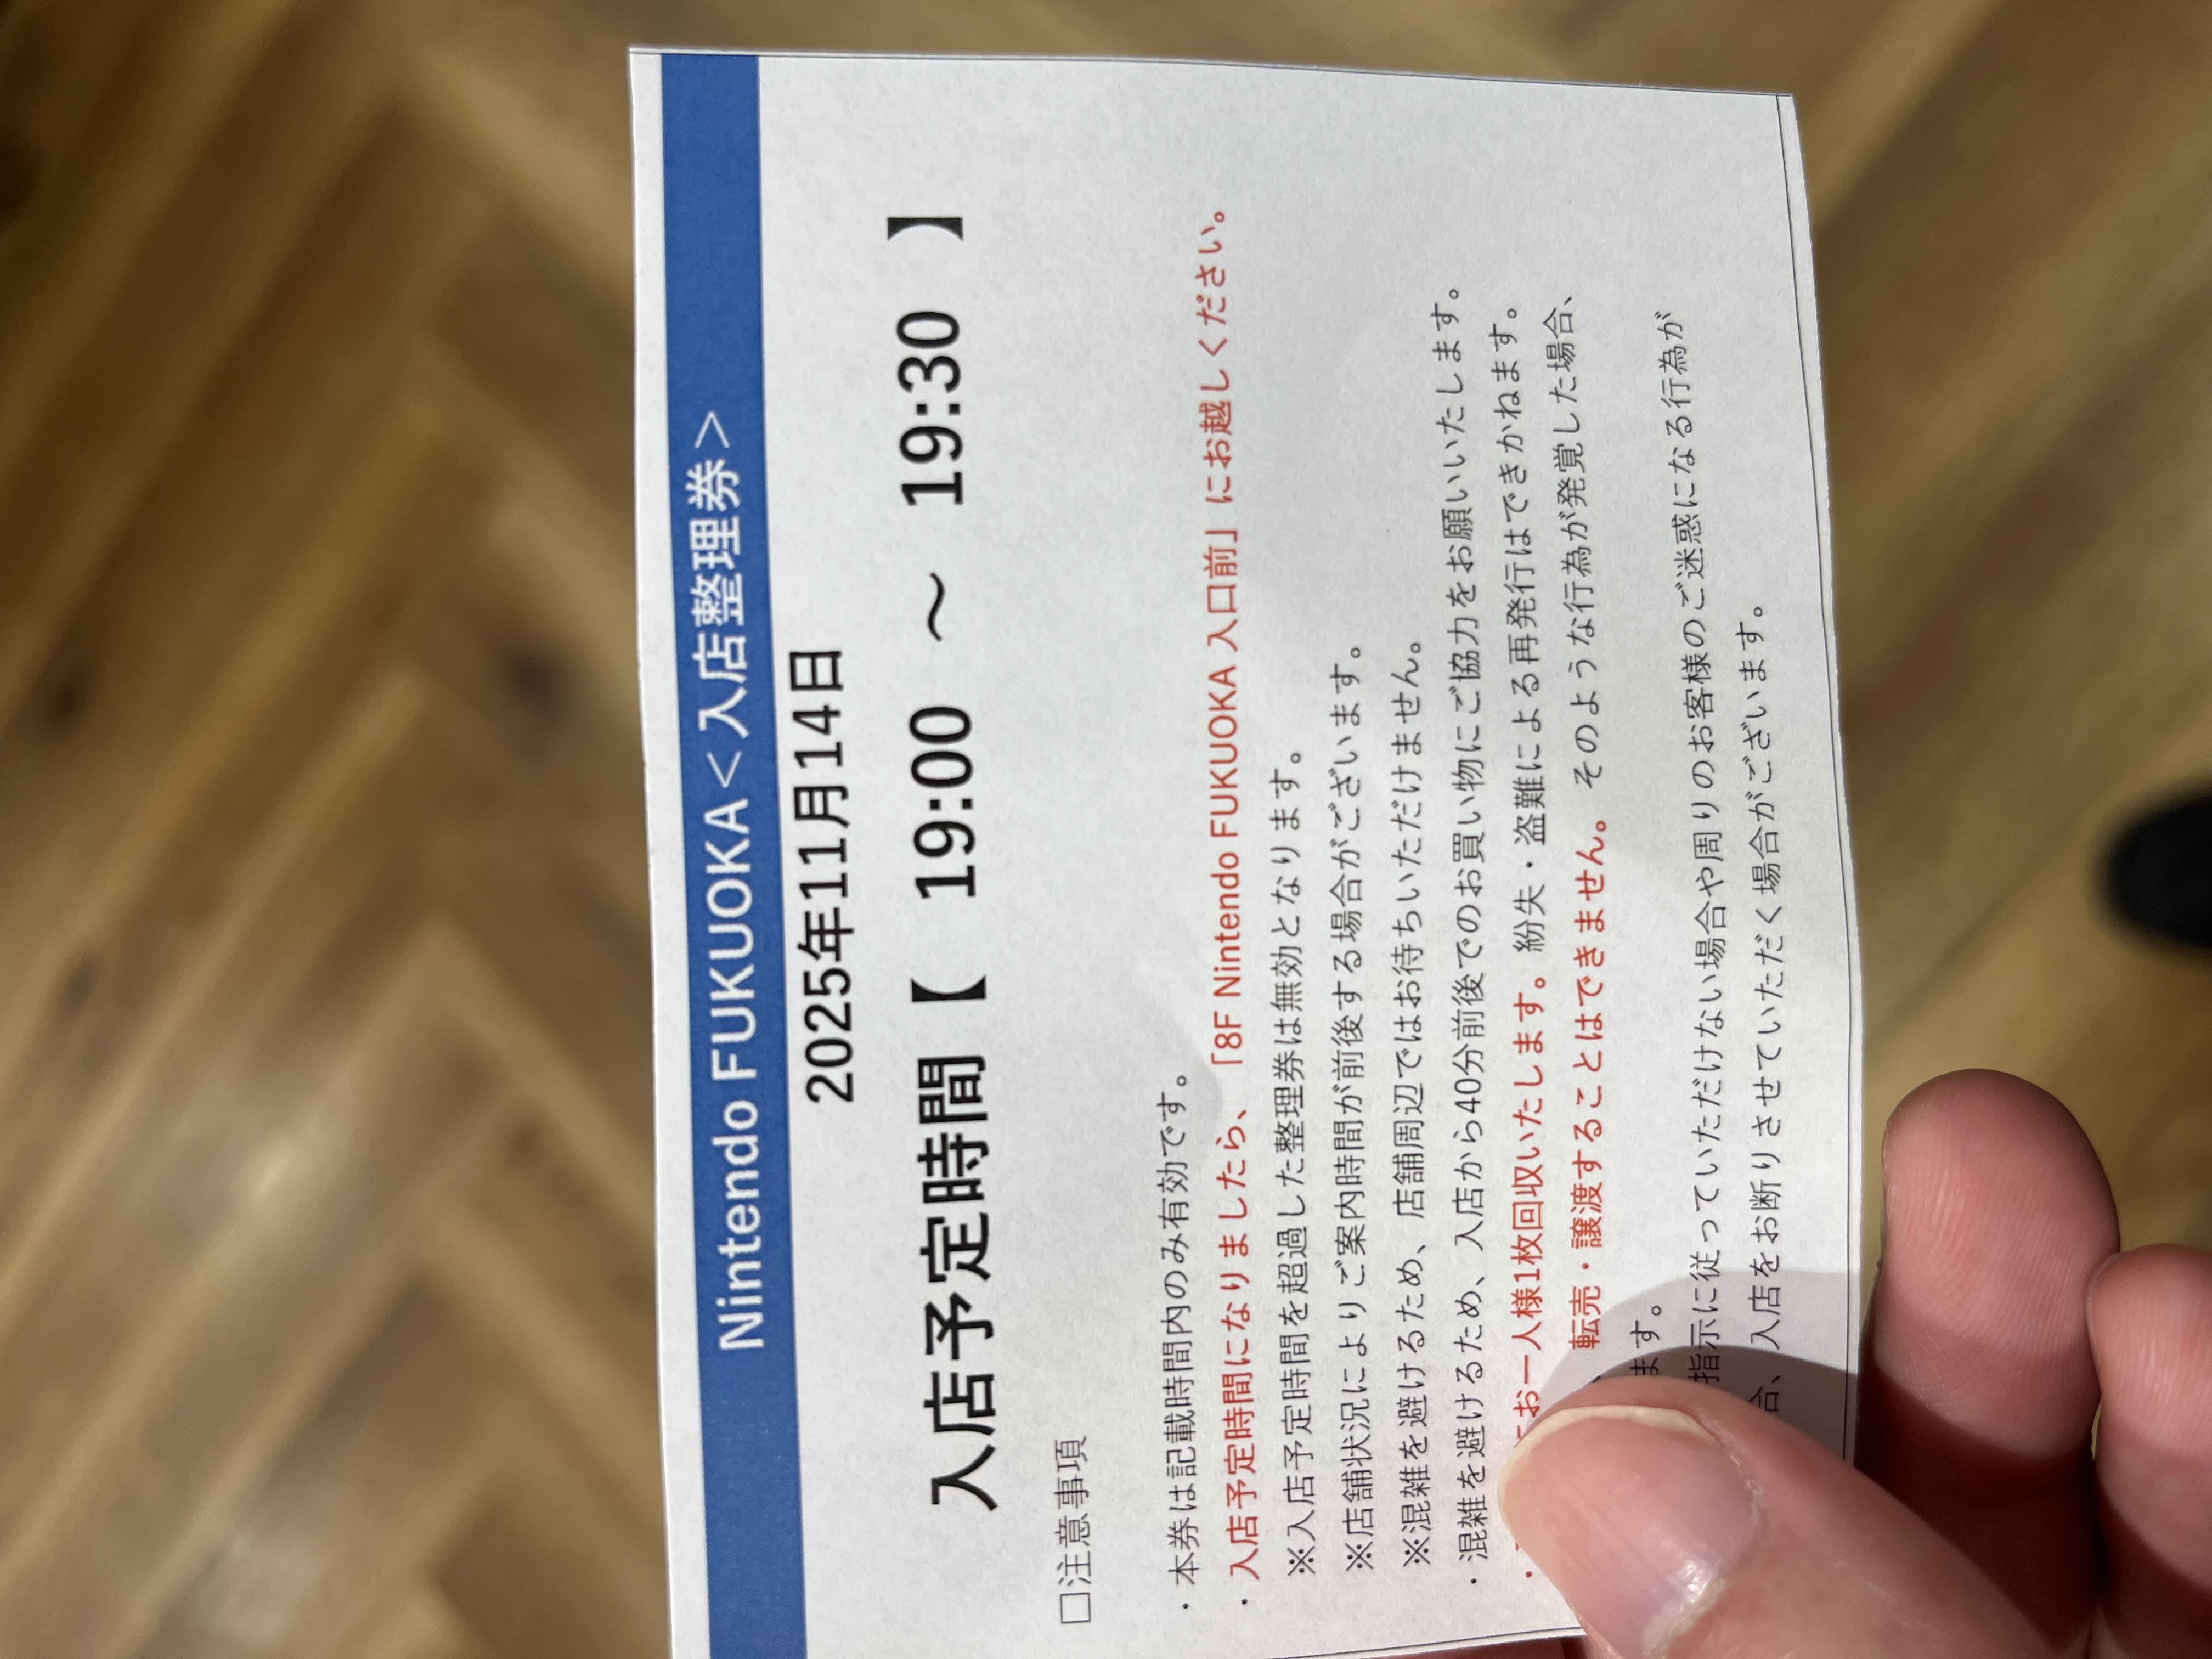 Nintendo FUKUOKA＜入店整理券＞
2025年11月14日
入店予定時間【 19:00 ～ 19:30 】
□注意事項
・本券は記載時間内のみ有効です。
・入店予定時間になりましたら、「8F Nintendo FUKUOKA 入口前」にお越しください。
※入店予定時間を超過した整理券は無効となります。
※店舗状況によりご案内時間が前後する場合がございます。
※混雑を避けるため、店舗周辺ではお待ちいただけません。
・混雑を避けるため、入店から40分前後でのお買い物にご協力をお願いいたします。
・お一人様1枚回収いたします。紛失・盗難による再発行はできかねます。
転売・譲渡することはできません。そのような行為が発覚した場合、
ます。
指示に従っていただけない場合や周りのお客様のご迷惑になる行為が
合、入店をお断りさせていただく場合がございます。